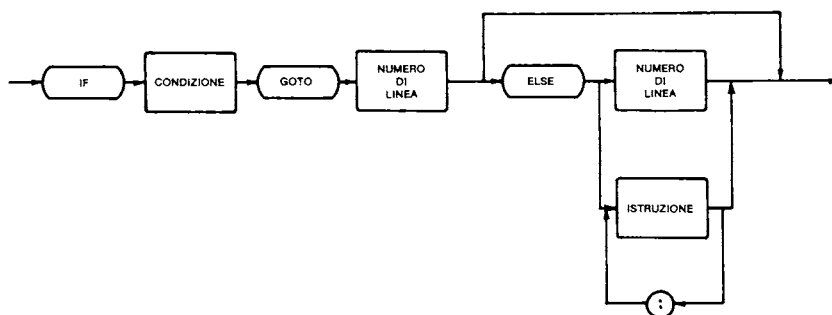 IF
CONDIZIONE
GOTO
NUMERO
DI
LINEA
ELSE
NUMERO
DI
LINEA
ISTRUZIONE
: